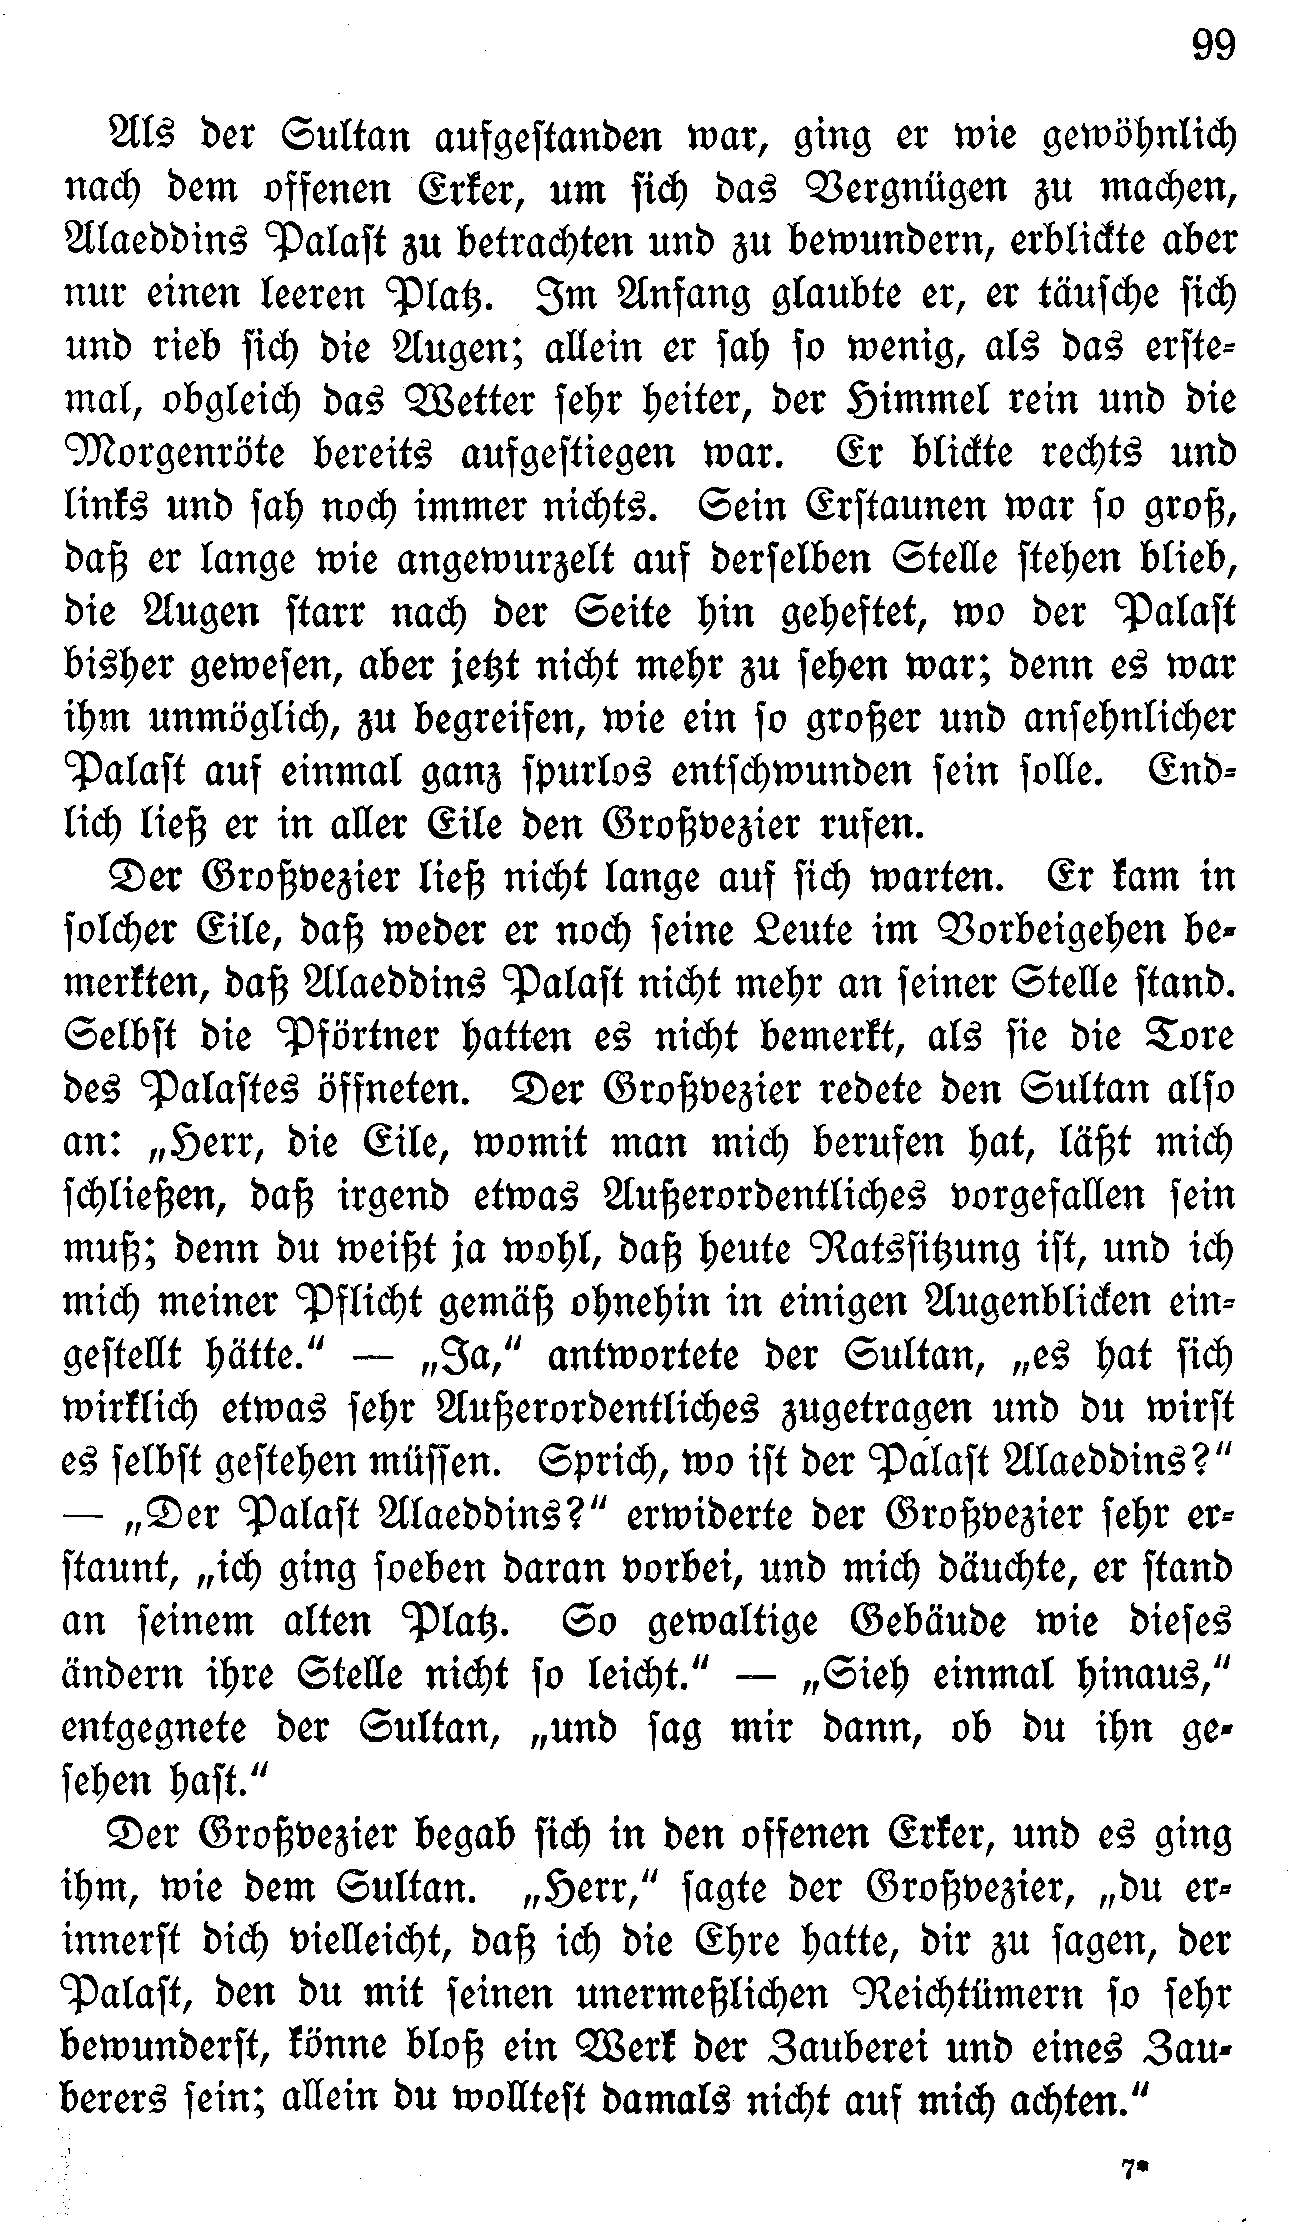 99
Als der Sultan aufgestanden war, ging er wie gewöhnlich
nach dem offenen Erker, um sich das Vergnügen zu machen,
Alaeddins Palast zu betrachten und zu bewundern, erblickte aber
nur einen leeren Platz. Im Anfang glaubte er, er täusche sich
und rieb sich die Augen; allein er sah so wenig, als das erste-
mal, obgleich das Wetter sehr heiter, der Himmel rein und die
Morgenröte bereits aufgestiegen war. Er blickte rechts und
links und sah noch immer nichts. Sein Erstaunen war so groß,
daß er lange wie angewurzelt auf derselben Stelle stehen blieb,
die Augen starr nach der Seite hin geheftet, wo der Palast
bisher gewesen, aber jetzt nicht mehr zu sehen war; denn es war
ihm unmöglich, zu begreifen, wie ein so großer und ansehnlicher
Palast auf einmal ganz spurlos entschwunden sein solle. End-
lich ließ er in aller Eile den Großvezier rufen.
Der Großvezier ließ nicht lange auf sich warten. Er kam in
solcher Eile, daß weder er noch seine Leute im Vorbeigehen be-
merkten, daß Alaeddins Palast nicht mehr an seiner Stelle stand.
Selbst die Pförtner hatten es nicht bemerkt, als sie die Tore
des Palastes öffneten. Der Großvezier redete den Sultan also
an: „Herr, die Eile, womit man mich berufen hat, läßt mich
schließen, daß irgend etwas Außerordentliches vorgefallen sein
muß; denn du weißt ja wohl, daß heute Ratssitzung ist, und ich
mich meiner Pflicht gemäß ohnehin in einigen Augenblicken ein-
gestellt hätte.“ — „Ja,“ antwortete der Sultan, „es hat sich
wirklich etwas sehr Außerordentliches zugetragen und du wirst
es selbst gestehen müssen. Sprich, wo ist der Palast Alaeddins?“
— „Der Palast Alaeddins?“ erwiderte der Großvezier sehr er-
staunt, „ich ging soeben daran vorbei, und mich däuchte, er stand
an seinem alten Platz. So gewaltige Gebäude wie dieses
ändern ihre Stelle nicht so leicht.“ — „Sieh einmal hinaus,“
entgegnete der Sultan, „und sag mir dann, ob du ihn ge-
sehen hast.“
Der Großvezier begab sich in den offenen Erker, und es ging
ihm, wie dem Sultan. „Herr,“ sagte der Großvezier, „du er-
innerst dich vielleicht, daß ich die Ehre hatte, dir zu sagen, der
Palast, den du mit seinen unermeßlichen Reichtümern so sehr
bewunderst, könne bloß ein Werk der Zauberei und eines Zau-
berers sein; allein du wolltest damals nicht auf mich achten.“
7*